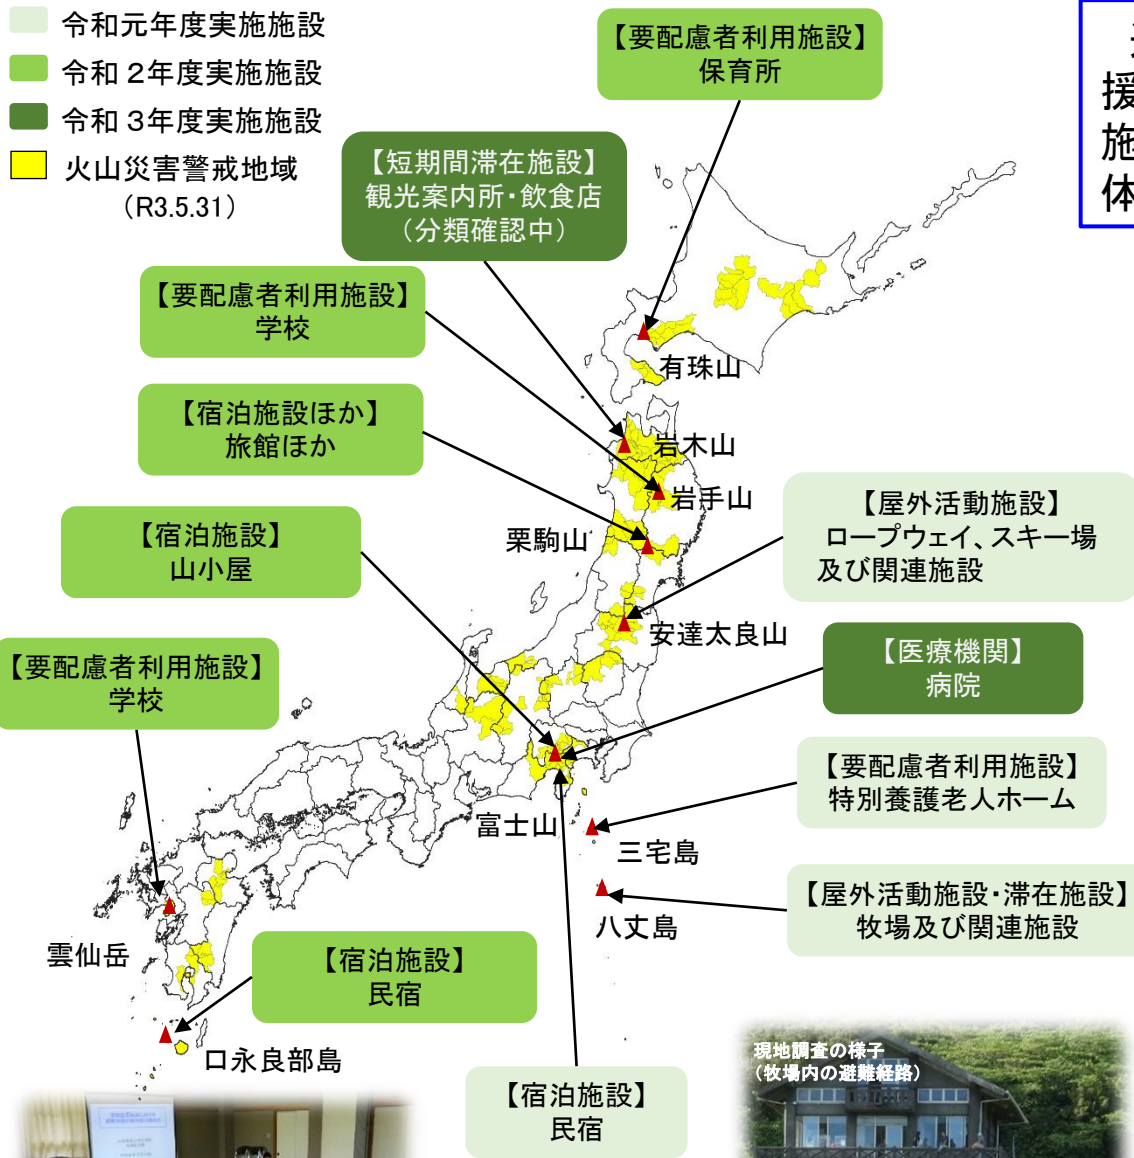 令和元年度実施施設
令和２年度実施施設
令和３年度実施施設
火山災害警戒地域
（R3.5.31）
【要配慮者利用施設】
保育所
援
施
体
【短期間滞在施設】
観光案内所・飲食店
（分類確認中）
【要配慮者利用施設】
学校
有珠山
【宿泊施設ほか】
旅館ほか
岩木山
岩手山
【屋外活動施設】
ロープウェイ、スキー場
及び関連施設
栗駒山
【宿泊施設】
山小屋
安達太良山
【医療機関】
病院
【要配慮者利用施設】
学校
【要配慮者利用施設】
特別養護老人ホーム
富士山
三宅島
【屋外活動施設・滞在施設】
牧場及び関連施設
八丈島
雲仙岳
【宿泊施設】
民宿
口永良部島
現地調査の様子
（牧場内の避難経路）
【宿泊施設】
民宿